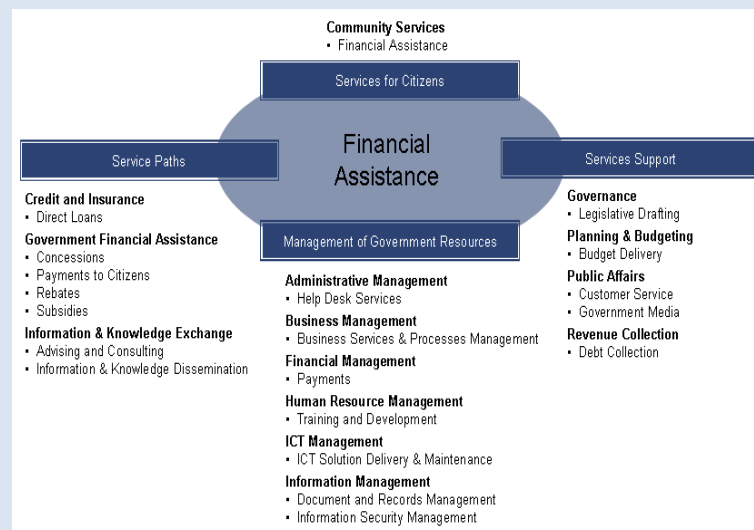 Community Services
▪ Financial Assistance
Services for Citizens
Financial
Assistance
Service Paths
Services Support
Credit and Insurance
▪ Direct Loans
Government Financial Assistance
▪ Concessions
▪ Payments to Citizens
▪ Rebates
▪ Subsidies
Information & Knowledge Exchange
▪ Advising and Consulting
▪ Information & Knowledge Dissemination
Management of Government Resources
Administrative Management
▪ Help Desk Services
Business Management
▪ Business Services & Processes Management
Financial Management
▪ Payments
Human Resource Management
▪ Training and Development
ICT Management
▪ ICT Solution Delivery & Maintenance
Information Management
▪ Document and Records Management
▪ Information Security Management
Governance
▪ Legislative Drafting
Planning & Budgeting
▪ Budget Delivery
Public Affairs
▪ Customer Service
▪ Government Media
Revenue Collection
▪ Debt Collection